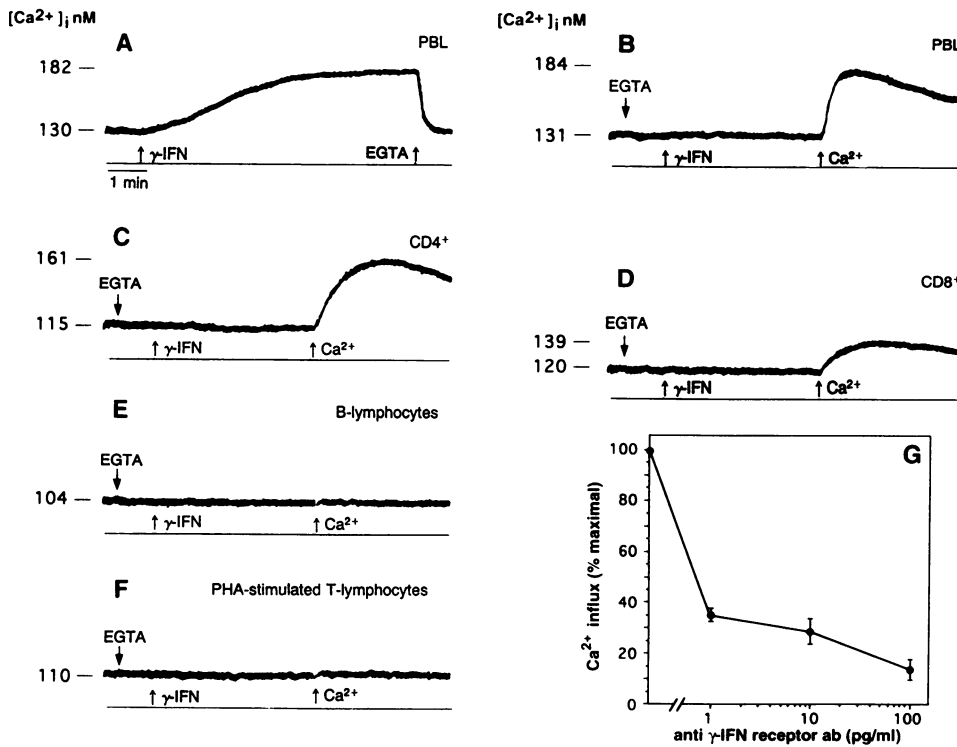 [Ca2+]i nM
A
PBL
182
130
↑ γ-IFN
EGTA ↑
1 min
[Ca2+]i nM
B
PBL
184
EGTA
131
↑ γ-IFN
↑ Ca2+
C
CD4+
161
EGTA
115
↑ γ-IFN
↑ Ca2+
D
CD8+
EGTA
139
120
↑ γ-IFN
↑ Ca2+
E
B-lymphocytes
EGTA
104
↑ γ-IFN
↑ Ca2+
F
PHA-stimulated T-lymphocytes
EGTA
110
↑ γ-IFN
↑ Ca2+
G
Ca2+ influx (% maximal)
100
80
60
40
20
0
1
10
100
anti γ-IFN receptor ab (pg/ml)